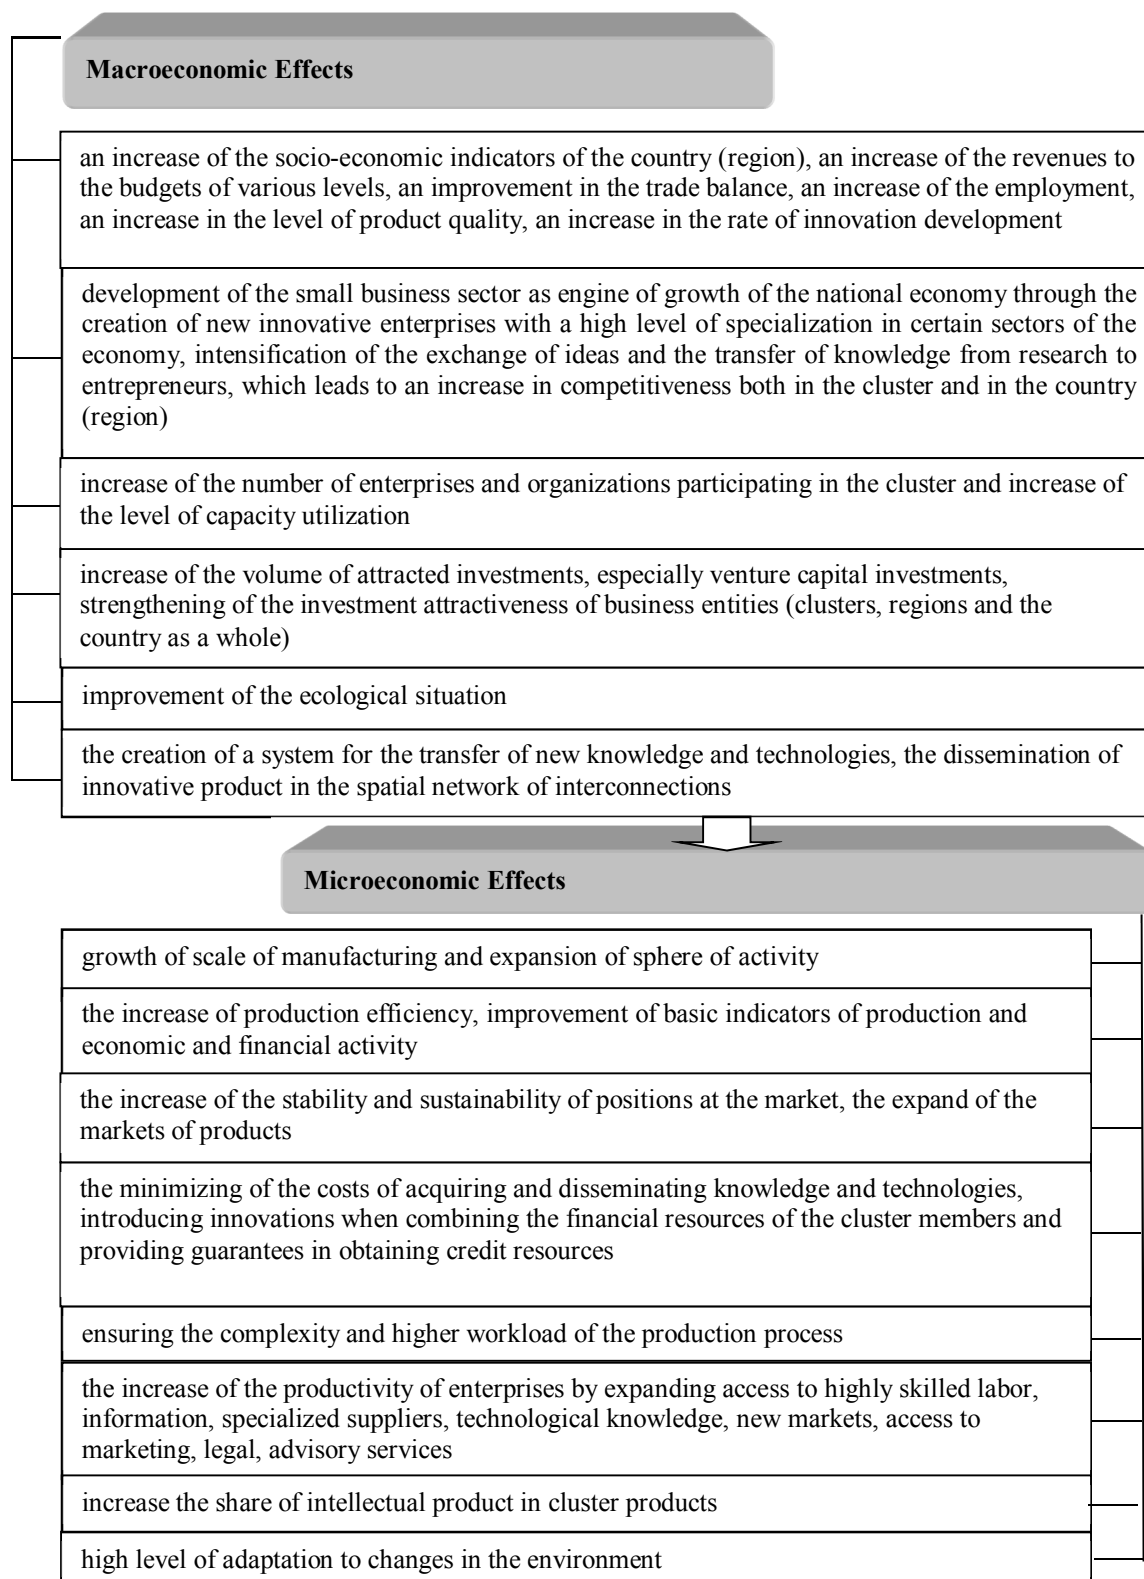 Macroeconomic Effects
an increase of the socio-economic indicators of the country (region), an increase of the revenues to
the budgets of various levels, an improvement in the trade balance, an increase of the employment,
an increase in the level of product quality, an increase in the rate of innovation development
development of the small business sector as engine of growth of the national economy through the
creation of new innovative enterprises with a high level of specialization in certain sectors of the
economy, intensification of the exchange of ideas and the transfer of knowledge from research to
entrepreneurs, which leads to an increase in competitiveness both in the cluster and in the country
(region)
increase of the number of enterprises and organizations participating in the cluster and increase of
the level of capacity utilization
increase of the volume of attracted investments, especially venture capital investments,
strengthening of the investment attractiveness of business entities (clusters, regions and the
country as a whole)
improvement of the ecological situation
the creation of a system for the transfer of new knowledge and technologies, the dissemination of
innovative product in the spatial network of interconnections
Microeconomic Effects
growth of scale of manufacturing and expansion of sphere of activity
the increase of production efficiency, improvement of basic indicators of production and
economic and financial activity
the increase of the stability and sustainability of positions at the market, the expand of the
markets of products
the minimizing of the costs of acquiring and disseminating knowledge and technologies,
introducing innovations when combining the financial resources of the cluster members and
providing guarantees in obtaining credit resources
ensuring the complexity and higher workload of the production process
the increase of the productivity of enterprises by expanding access to highly skilled labor,
information, specialized suppliers, technological knowledge, new markets, access to
marketing, legal, advisory services
increase the share of intellectual product in cluster products
high level of adaptation to changes in the environment